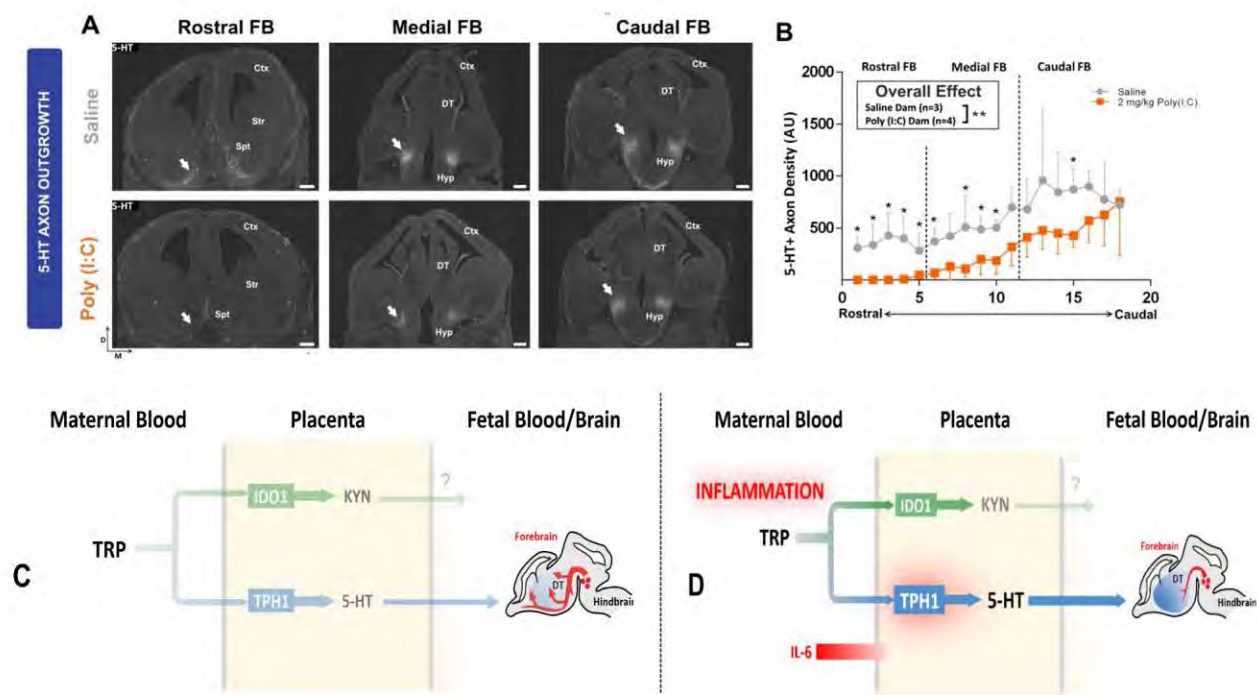 5-HT AXON OUTGROWTH
A
Rostral FB Medial FB Caudal FB
Saline
5-HT
Ctx
Str
Spt
Ctx
DT
Hyp
Ctx
DT
Hyp
Poly (I:C)
5-HT
Ctx
Str
Spt
Ctx
DT
Hyp
Ctx
DT
Hyp
D
M
B
5-HT+ Axon Density (AU)
2000
1500
1000
500
Rostral FB Medial FB Caudal FB
Overall Effect
Saline Dam (n=3)
Poly (I:C) Dam (n=4)
**
Saline
2 mg/kg Poly(I:C)
* * * * * * * * * *
0 5 10 15 20
Rostral Caudal
C
Maternal Blood Placenta Fetal Blood/Brain
IDO1 KYN ?
TRP
TPH1 5-HT
Forebrain
DT
Hindbrain
D
Maternal Blood Placenta Fetal Blood/Brain
INFLAMMATION
IDO1 KYN ?
TRP
TPH1 5-HT
IL-6
Forebrain
DT
Hindbrain